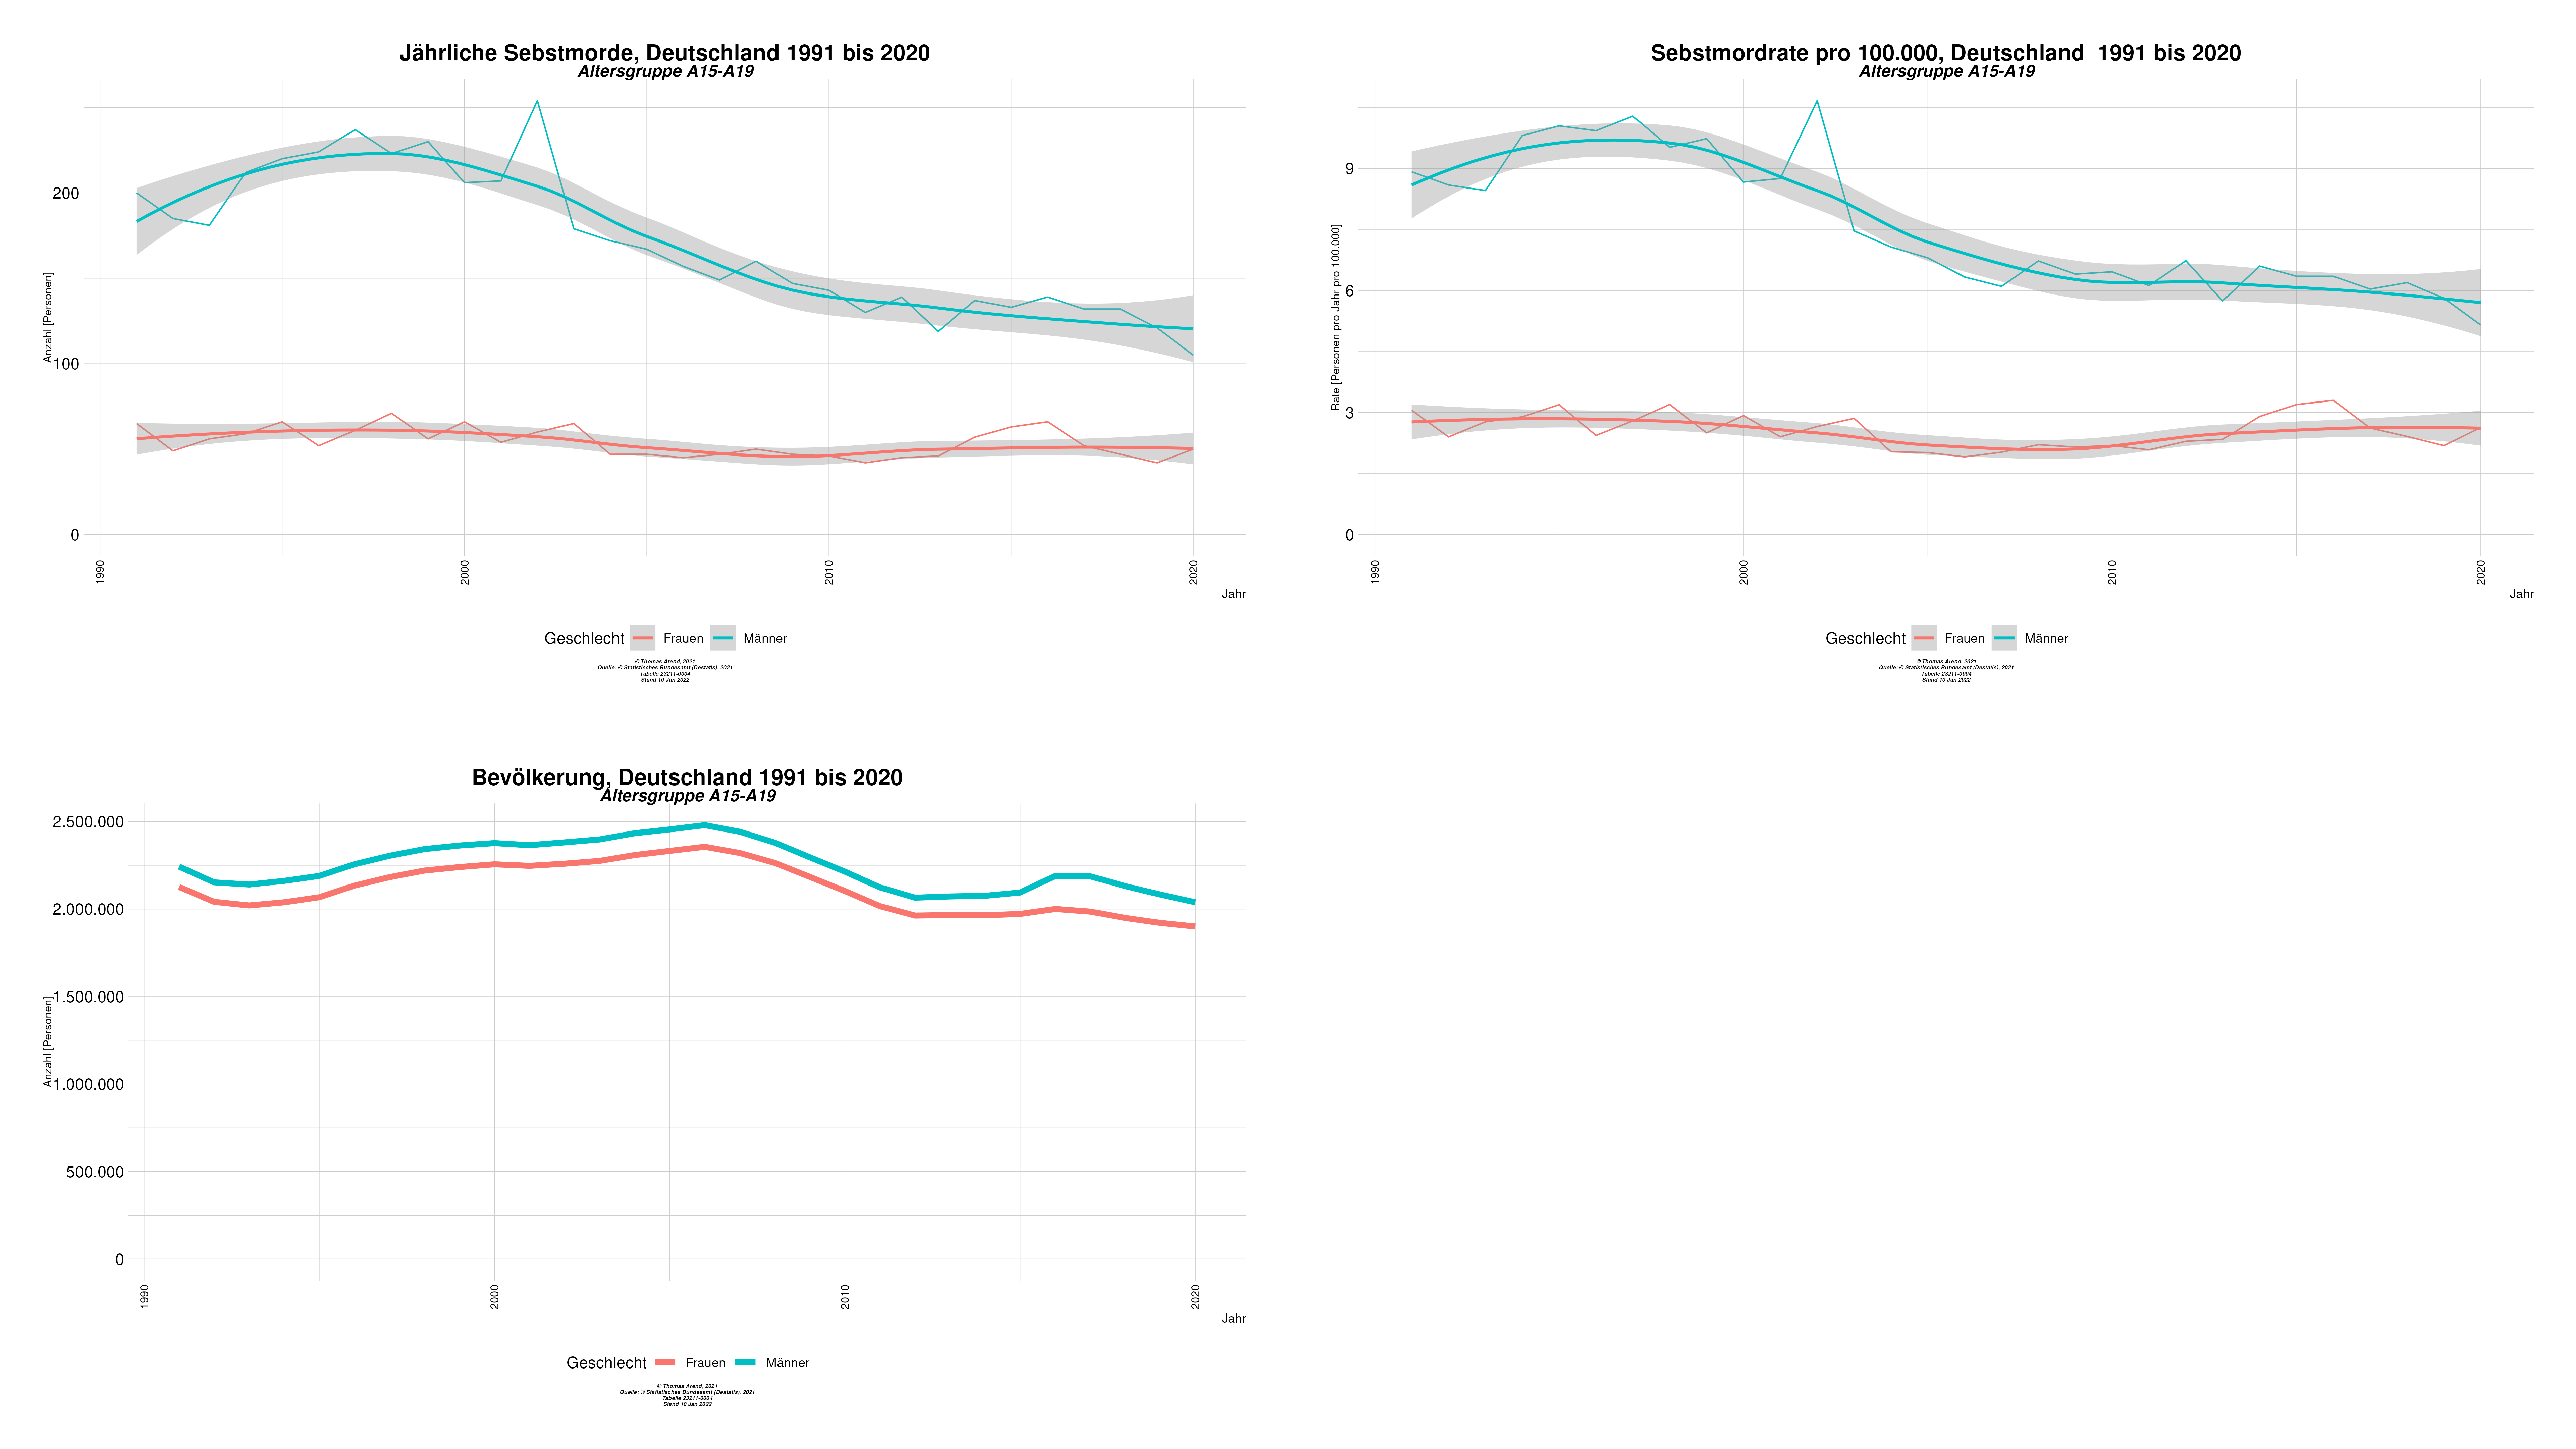 Jährliche Sebstmorde, Deutschland 1991 bis 2020
Altersgruppe A15-A19
Anzahl [Personen]
200
100
0
1990
2000
2010
2020
Jahr
Geschlecht Frauen Männer
© Thomas Arend, 2021
Quelle: © Statistisches Bundesamt (Destatis), 2021
Tabelle 23211-0004
Stand 10 Jan 2022
Sebstmordrate pro 100.000, Deutschland 1991 bis 2020
Altersgruppe A15-A19
Rate [Personen pro Jahr pro 100.000]
9
6
3
0
1990
2000
2010
2020
Jahr
Geschlecht Frauen Männer
© Thomas Arend, 2021
Quelle: © Statistisches Bundesamt (Destatis), 2021
Tabelle 23211-0004
Stand 10 Jan 2022
Bevölkerung, Deutschland 1991 bis 2020
Altersgruppe A15-A19
Anzahl [Personen]
2.500.000
2.000.000
1.500.000
1.000.000
500.000
0
1990
2000
2010
2020
Jahr
Geschlecht Frauen Männer
© Thomas Arend, 2021
Quelle: © Statistisches Bundesamt (Destatis), 2021
Tabelle 23211-0004
Stand 10 Jan 2022